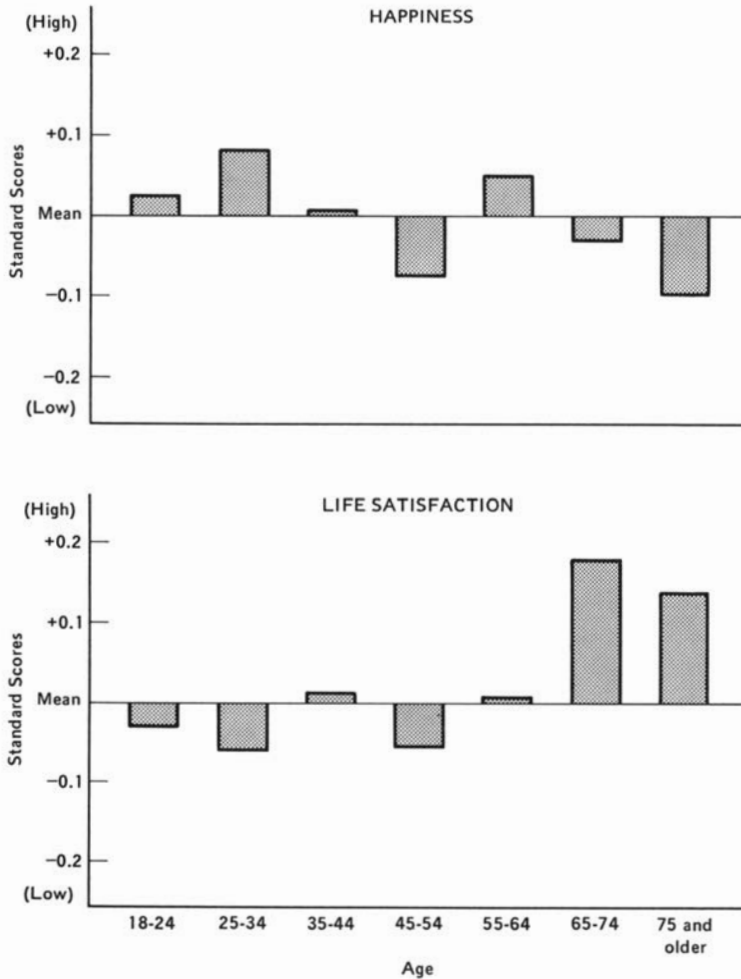 HAPPINESS
(High)
+0.2
+0.1
Mean
−0.1
−0.2
(Low)
Standard Scores
LIFE SATISFACTION
(High)
+0.2
+0.1
Mean
−0.1
−0.2
(Low)
Standard Scores
18-24 25-34 35-44 45-54 55-64 65-74 75 and
older
Age